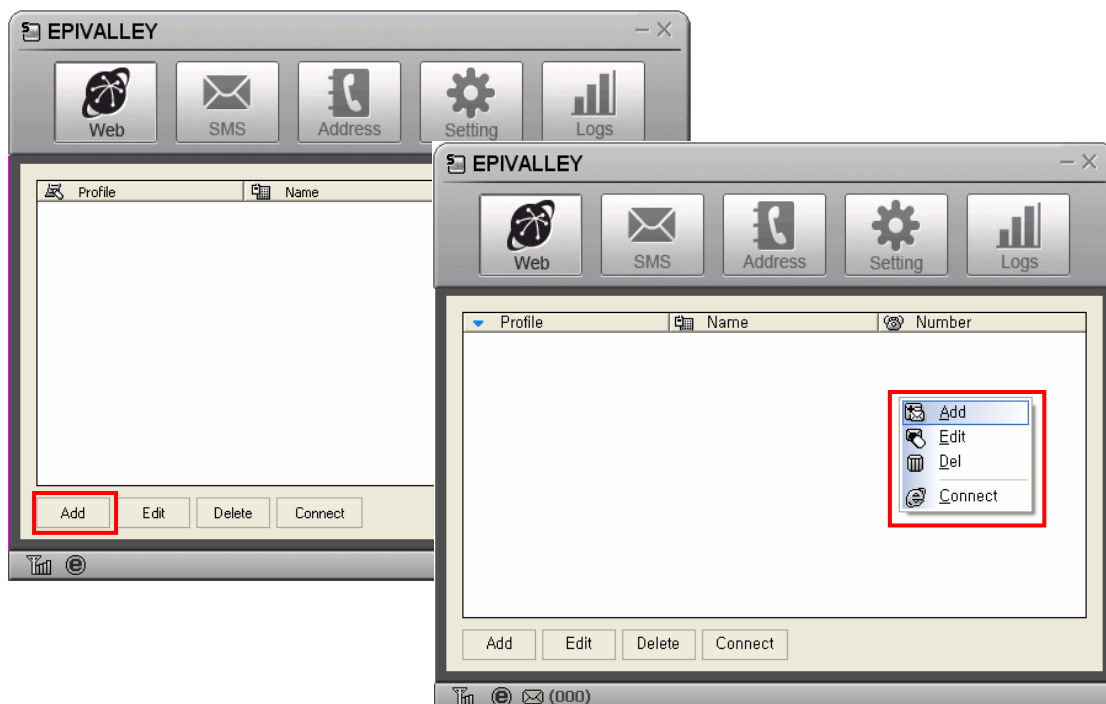 EPIVALLEY
Web SMS Address Setting Logs
Profile Name
Add Edit Delete Connect
EPIVALLEY
Web SMS Address Setting Logs
Profile Name Number
Add
Edit
Del
Connect
Add Edit Delete Connect
(000)